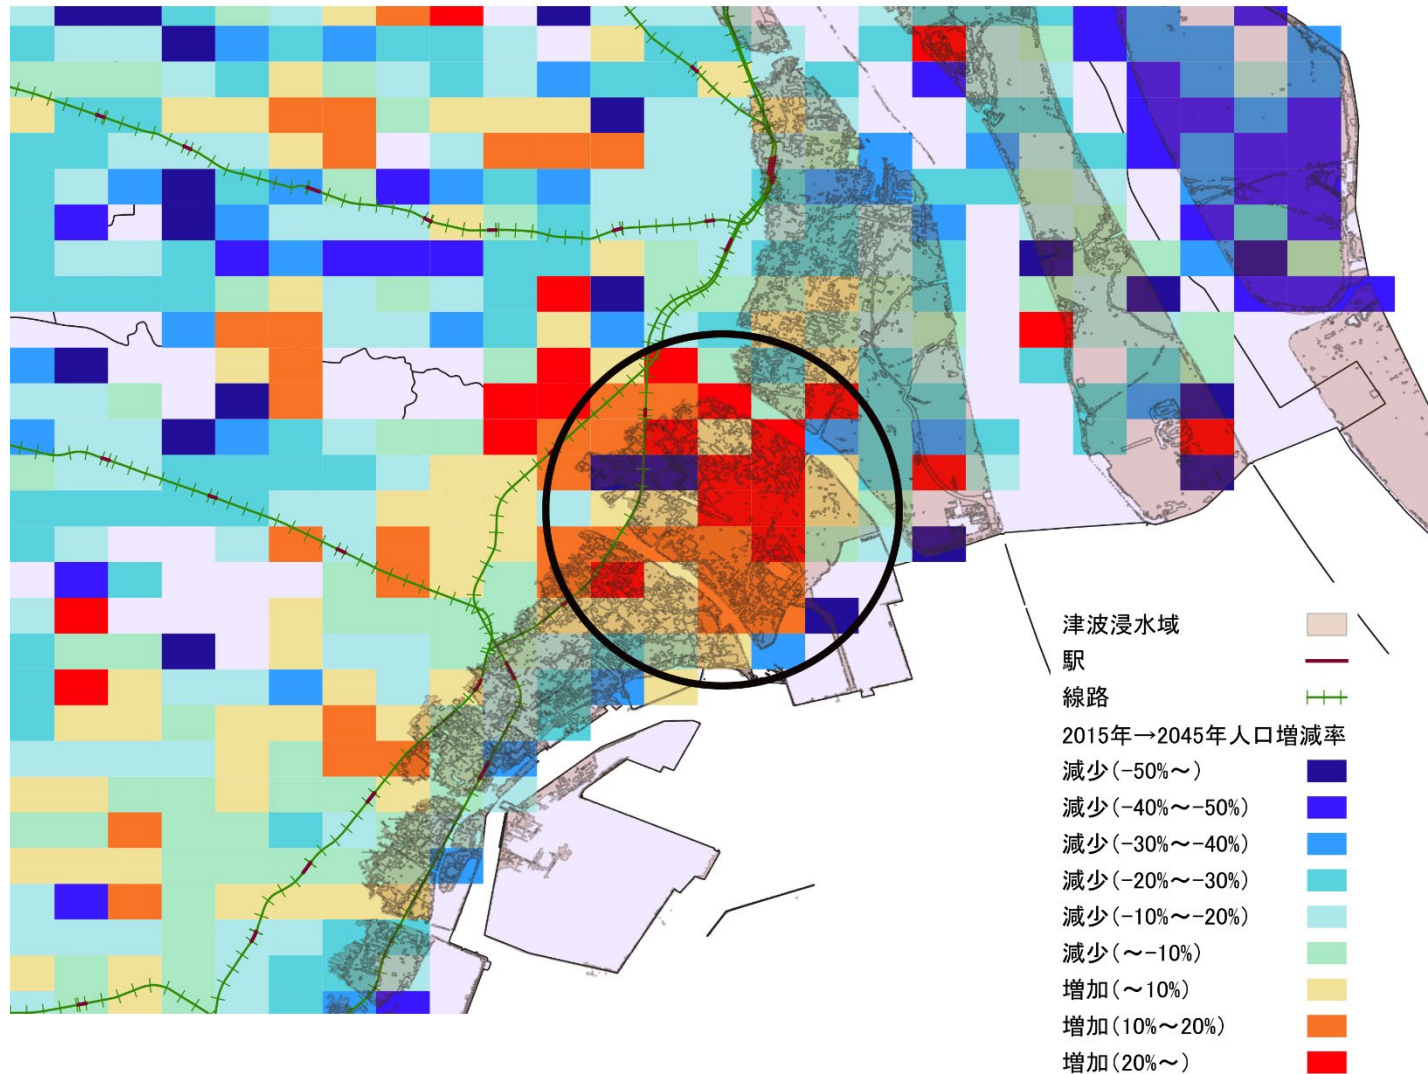 津波浸水域
駅
線路
2015年→2045年人口増減率
減少(-50%～)
減少(-40%～-50%)
減少(-30%～-40%)
減少(-20%～-30%)
減少(-10%～-20%)
減少(～-10%)
増加(～10%)
増加(10%～20%)
増加(20%～)